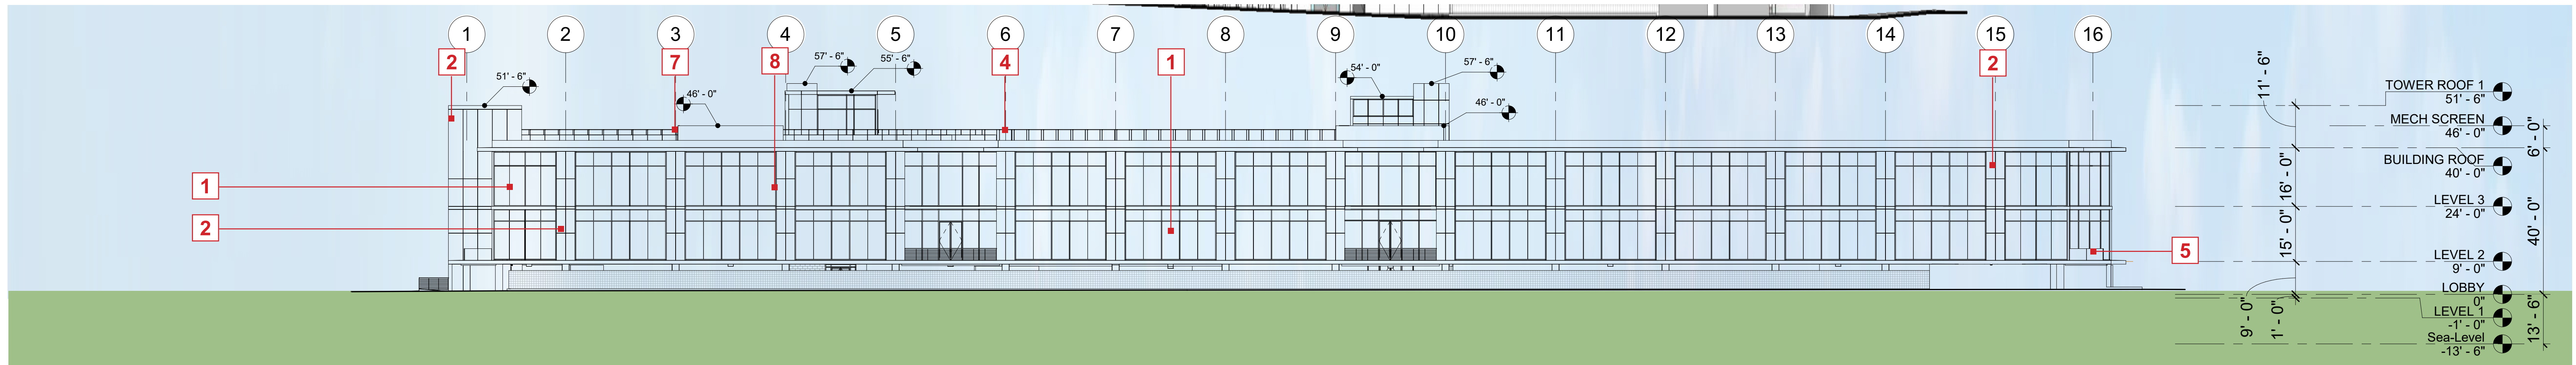 1 2 3 4 5 6 7 8 9 10 11 12 13 14 15 16
2 7 8 4 1 2
51' - 6"
46' - 0"
57' - 6"
55' - 6"
54' - 0"
57' - 6"
46' - 0"
1
2
5
11' - 6"
16' - 0"
15' - 0"
9' - 0"
1' - 0"
TOWER ROOF 1
51' - 6"
MECH SCREEN
46' - 0"
BUILDING ROOF
40' - 0"
LEVEL 3
24' - 0"
LEVEL 2
9' - 0"
LOBBY
0"
LEVEL 1
-1' - 0"
Sea-Level
-13' - 6"
6' - 0"
40' - 0"
13' - 6"